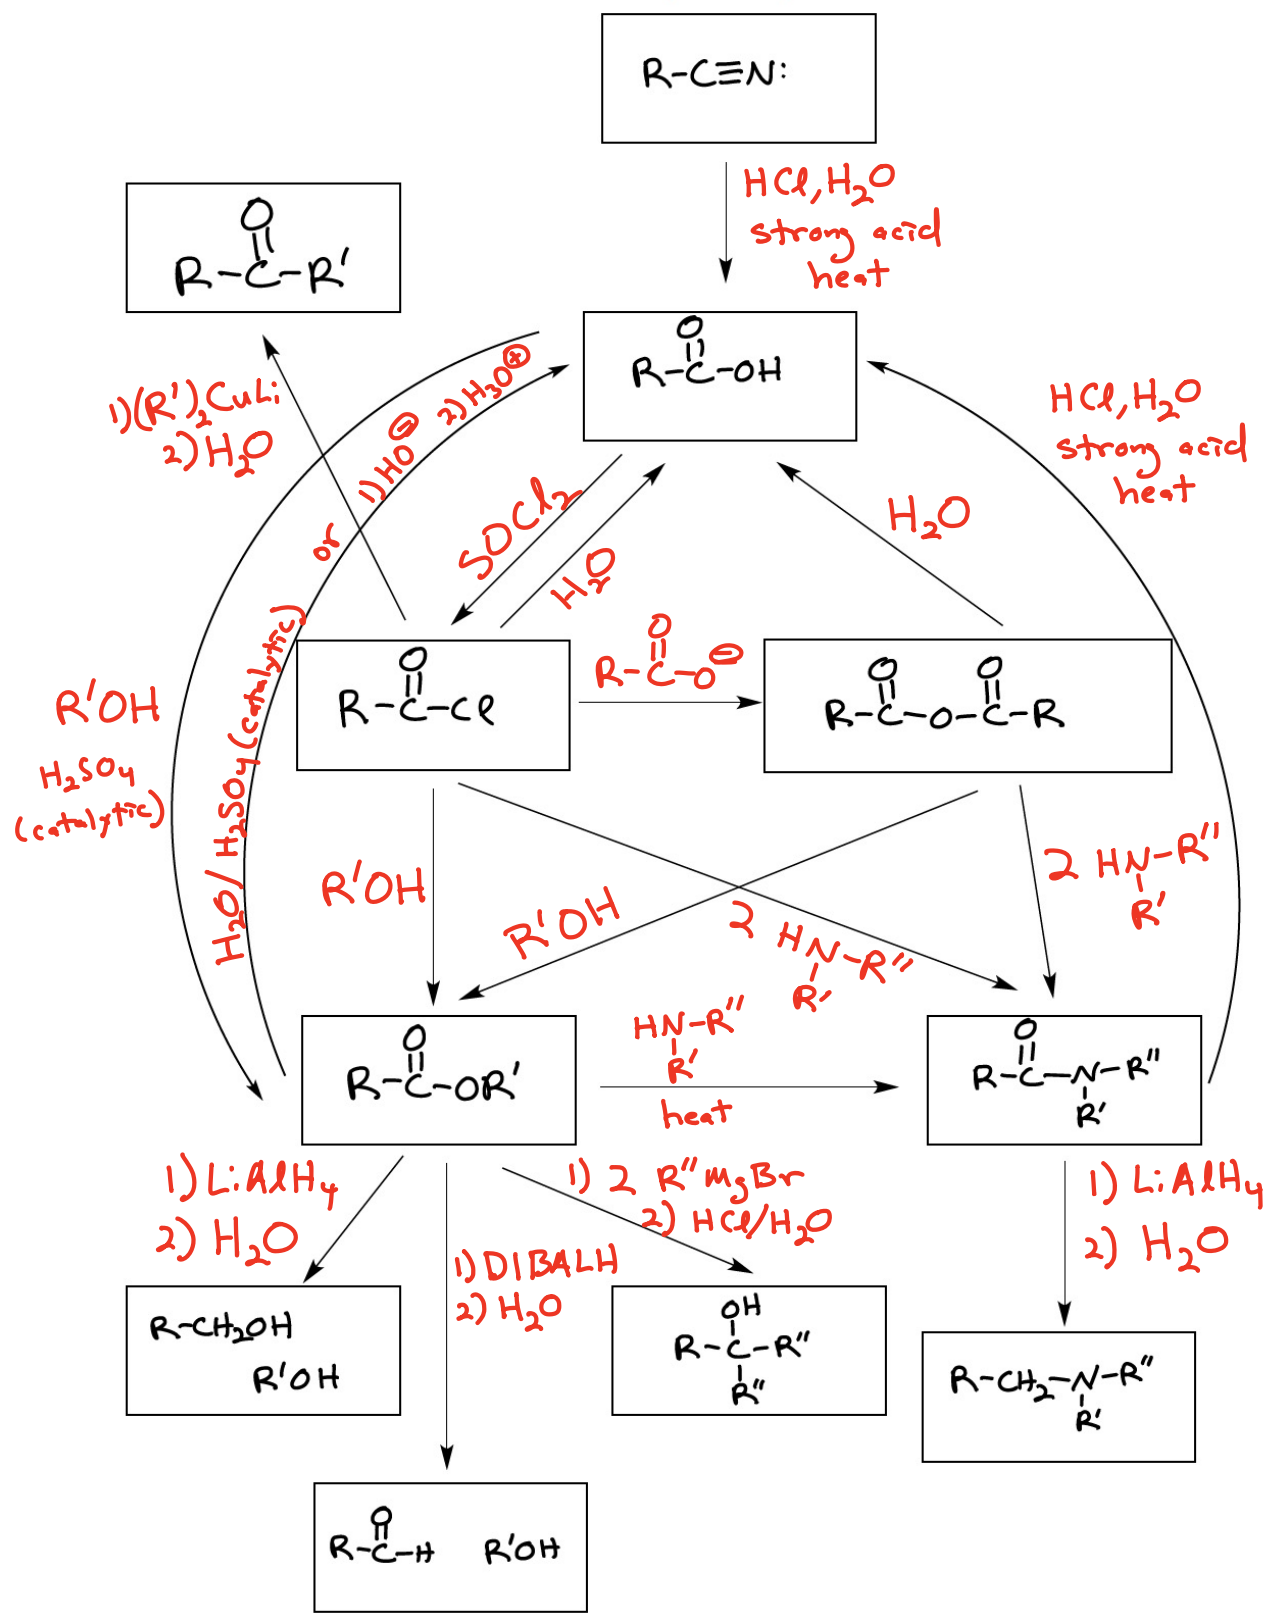 R-C≡N:
HCl, H2O
strong acid
heat
O
R-C-R'
O
R-C-OH
1)(R')2CuLi
2) H2O
H2O/H2SO4 (catalytic) or 1) HO⊖ 2) H3O⊕
HCl, H2O
strong acid
heat
SOCl2
H2O
H2O
R'OH
H2SO4
(catalytic)
O
R-C-O⊖
O
R-C-Cl
O O
R-C-O-C-R
R'OH
R'OH
2 HN-R''
R'
2 HN-R''
R'
O
R-C-OR'
HN-R''
R'
heat
O
R-C-N-R''
R'
1) LiAlH4
2) H2O
1) DIBALH
2) H2O
1) 2 R''MgBr
2) HCl/H2O
1) LiAlH4
2) H2O
R-CH2OH
R'OH
OH
R-C-R''
R''
R-CH2-N-R''
R'
O
R-C-H R'OH